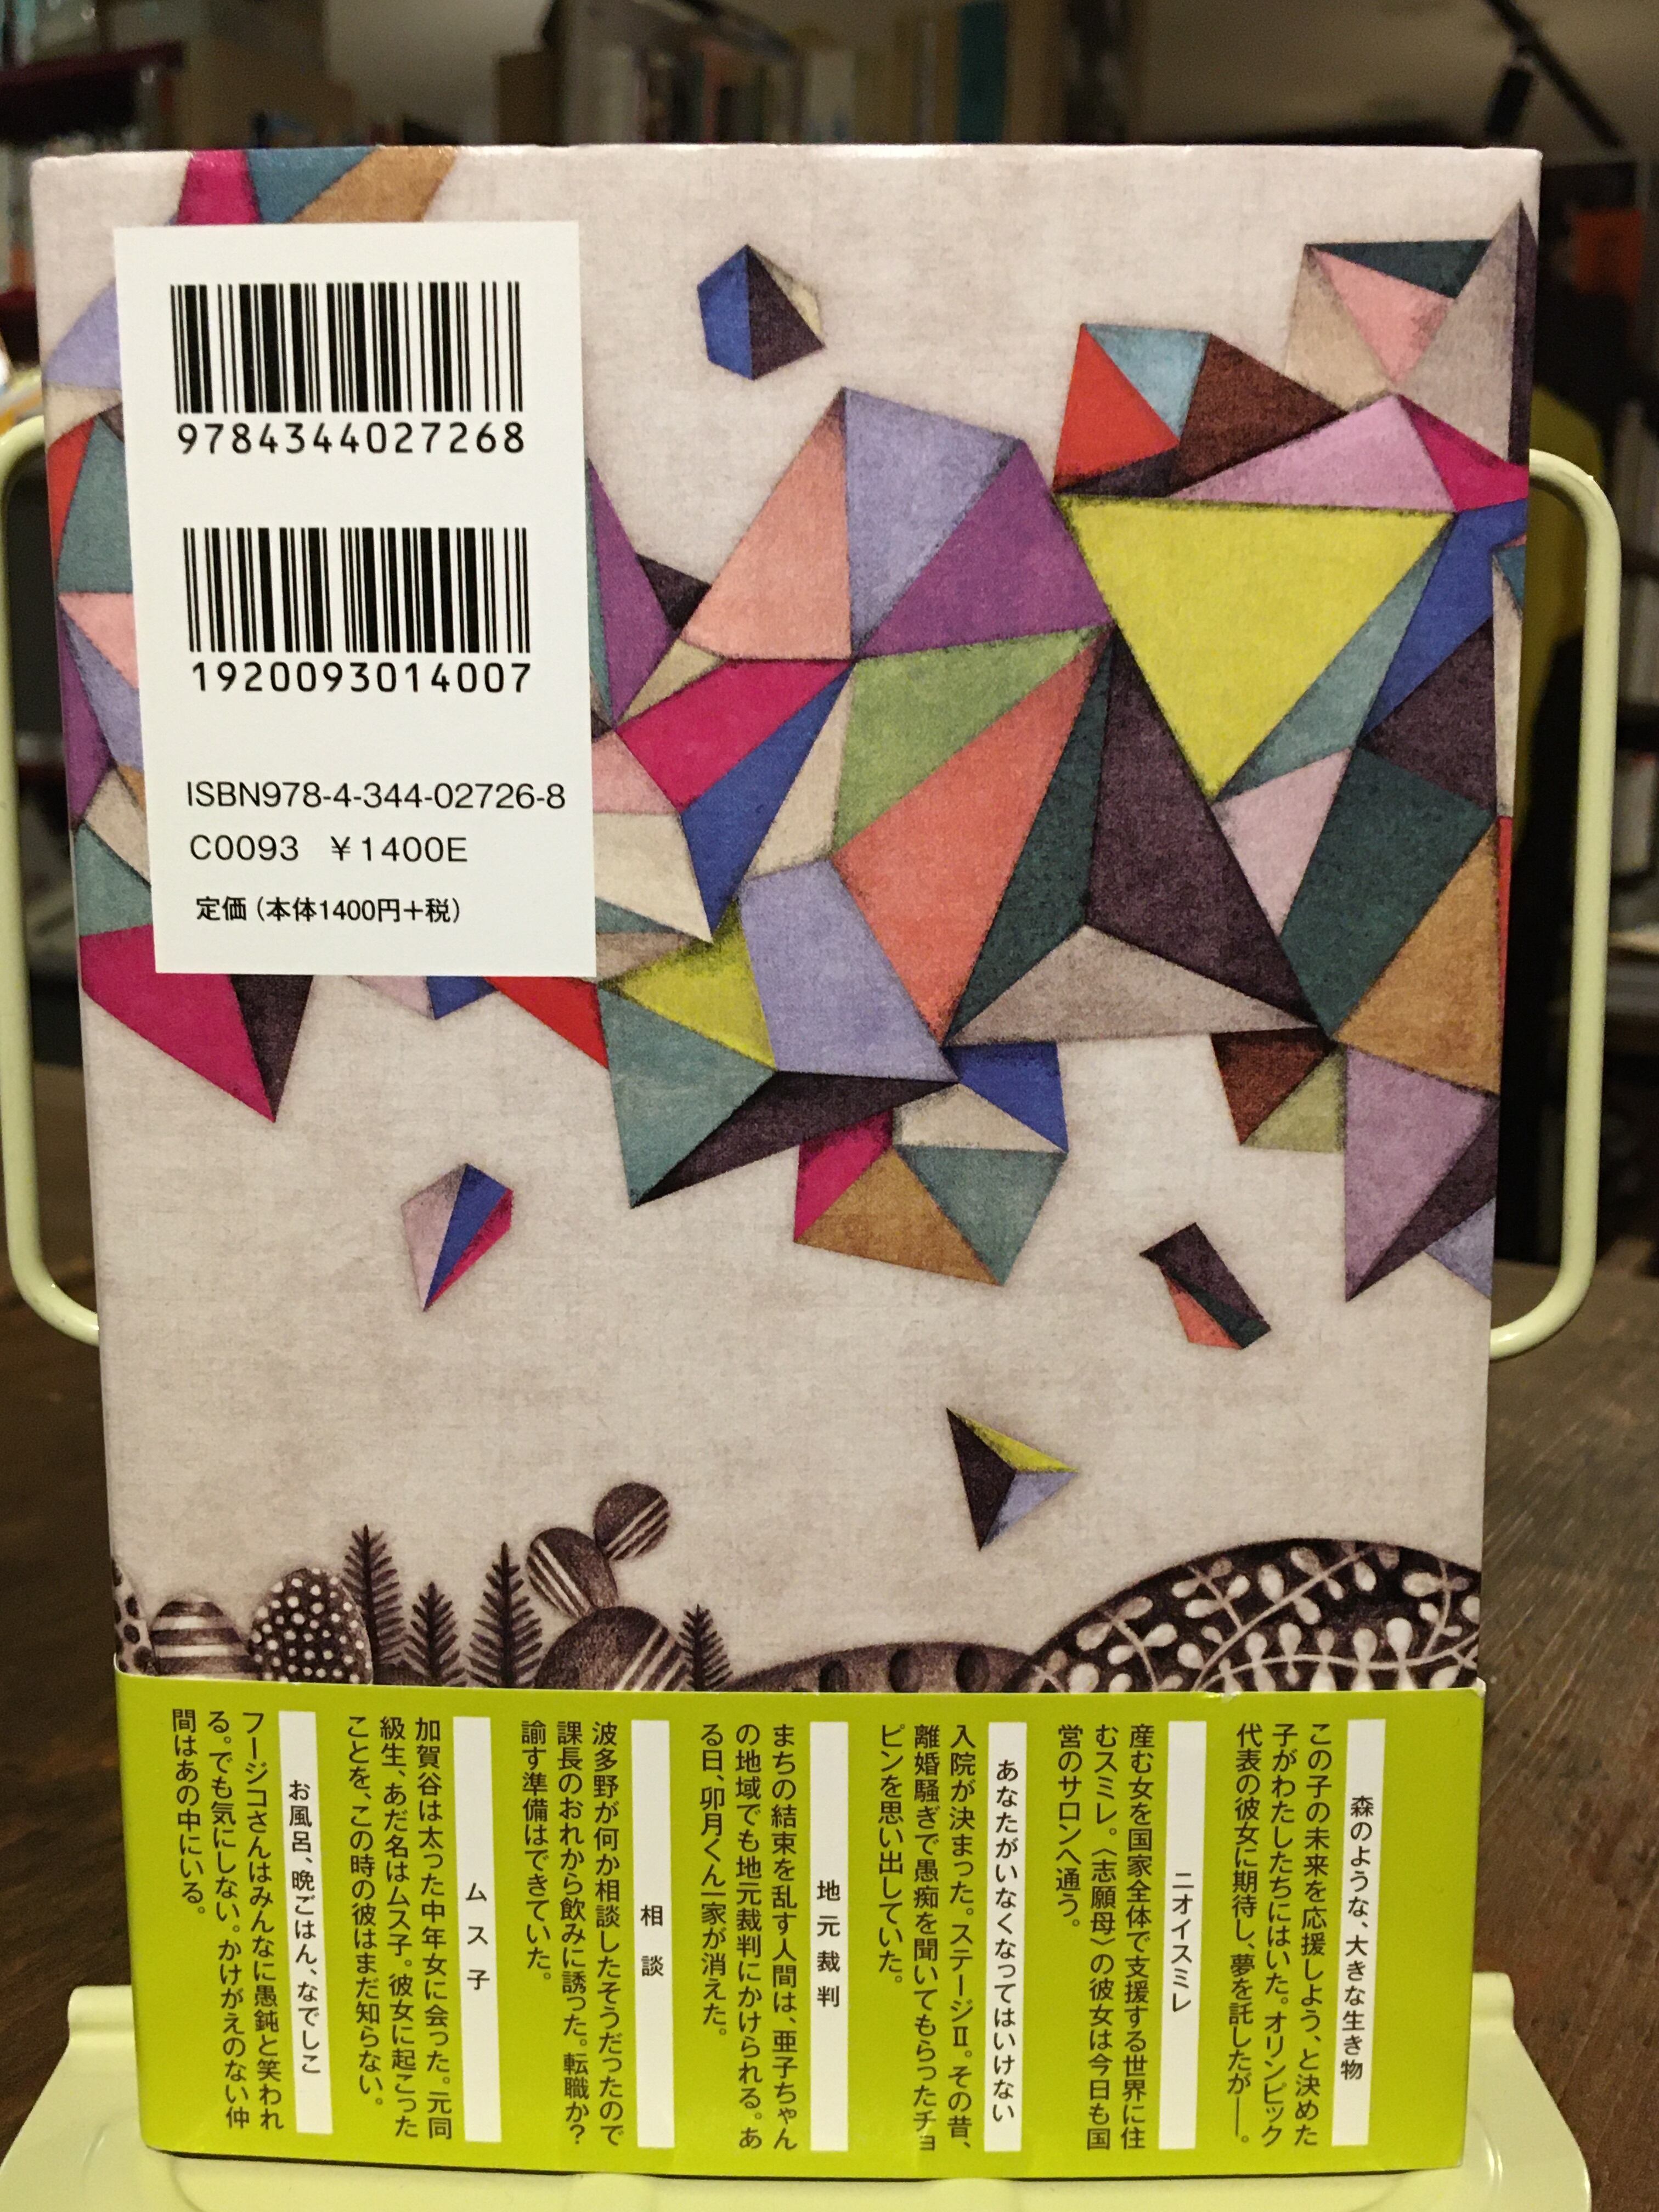 9784344027268
1920093014007
ISBN978-4-344-02726-8
C0093 ￥1400E
定価（本体1400円＋税）
森のような、大きな生き物
この子の未来を応援しよう、と決めた
子がわたしたちにはいた。オリンピック
代表の彼女に期待し、夢を託したが――。
ニオイスミレ
産む女を国家全体で支援する世界に住
むスミレ。〈志願母〉の彼女は今日も国
営のサロンへ通う。
あなたがいなくなってはいけない
入院が決まった。ステージⅡ。その昔、
離婚騒ぎで愚痴を聞いてもらったチョ
ピンを思い出していた。
地元裁判
まちの結束を乱す人間は、亜子ちゃん
の地域でも地元裁判にかけられる。あ
る日、卯月くん一家が消えた。
相談
波多野が何か相談したそうだったので
課長のおれから飲みに誘った。転職か?
諭す準備はできていた。
ムス子
加賀谷は太った中年女に会った。元同
級生、あだ名はムス子。彼女に起こった
ことを、この時の彼はまだ知らない。
お風呂、晩ごはん、なでしこ
フージコさんはみんなに愚鈍と笑われ
る。でも気にしない。かけがえのない仲
間はあの中にいる。